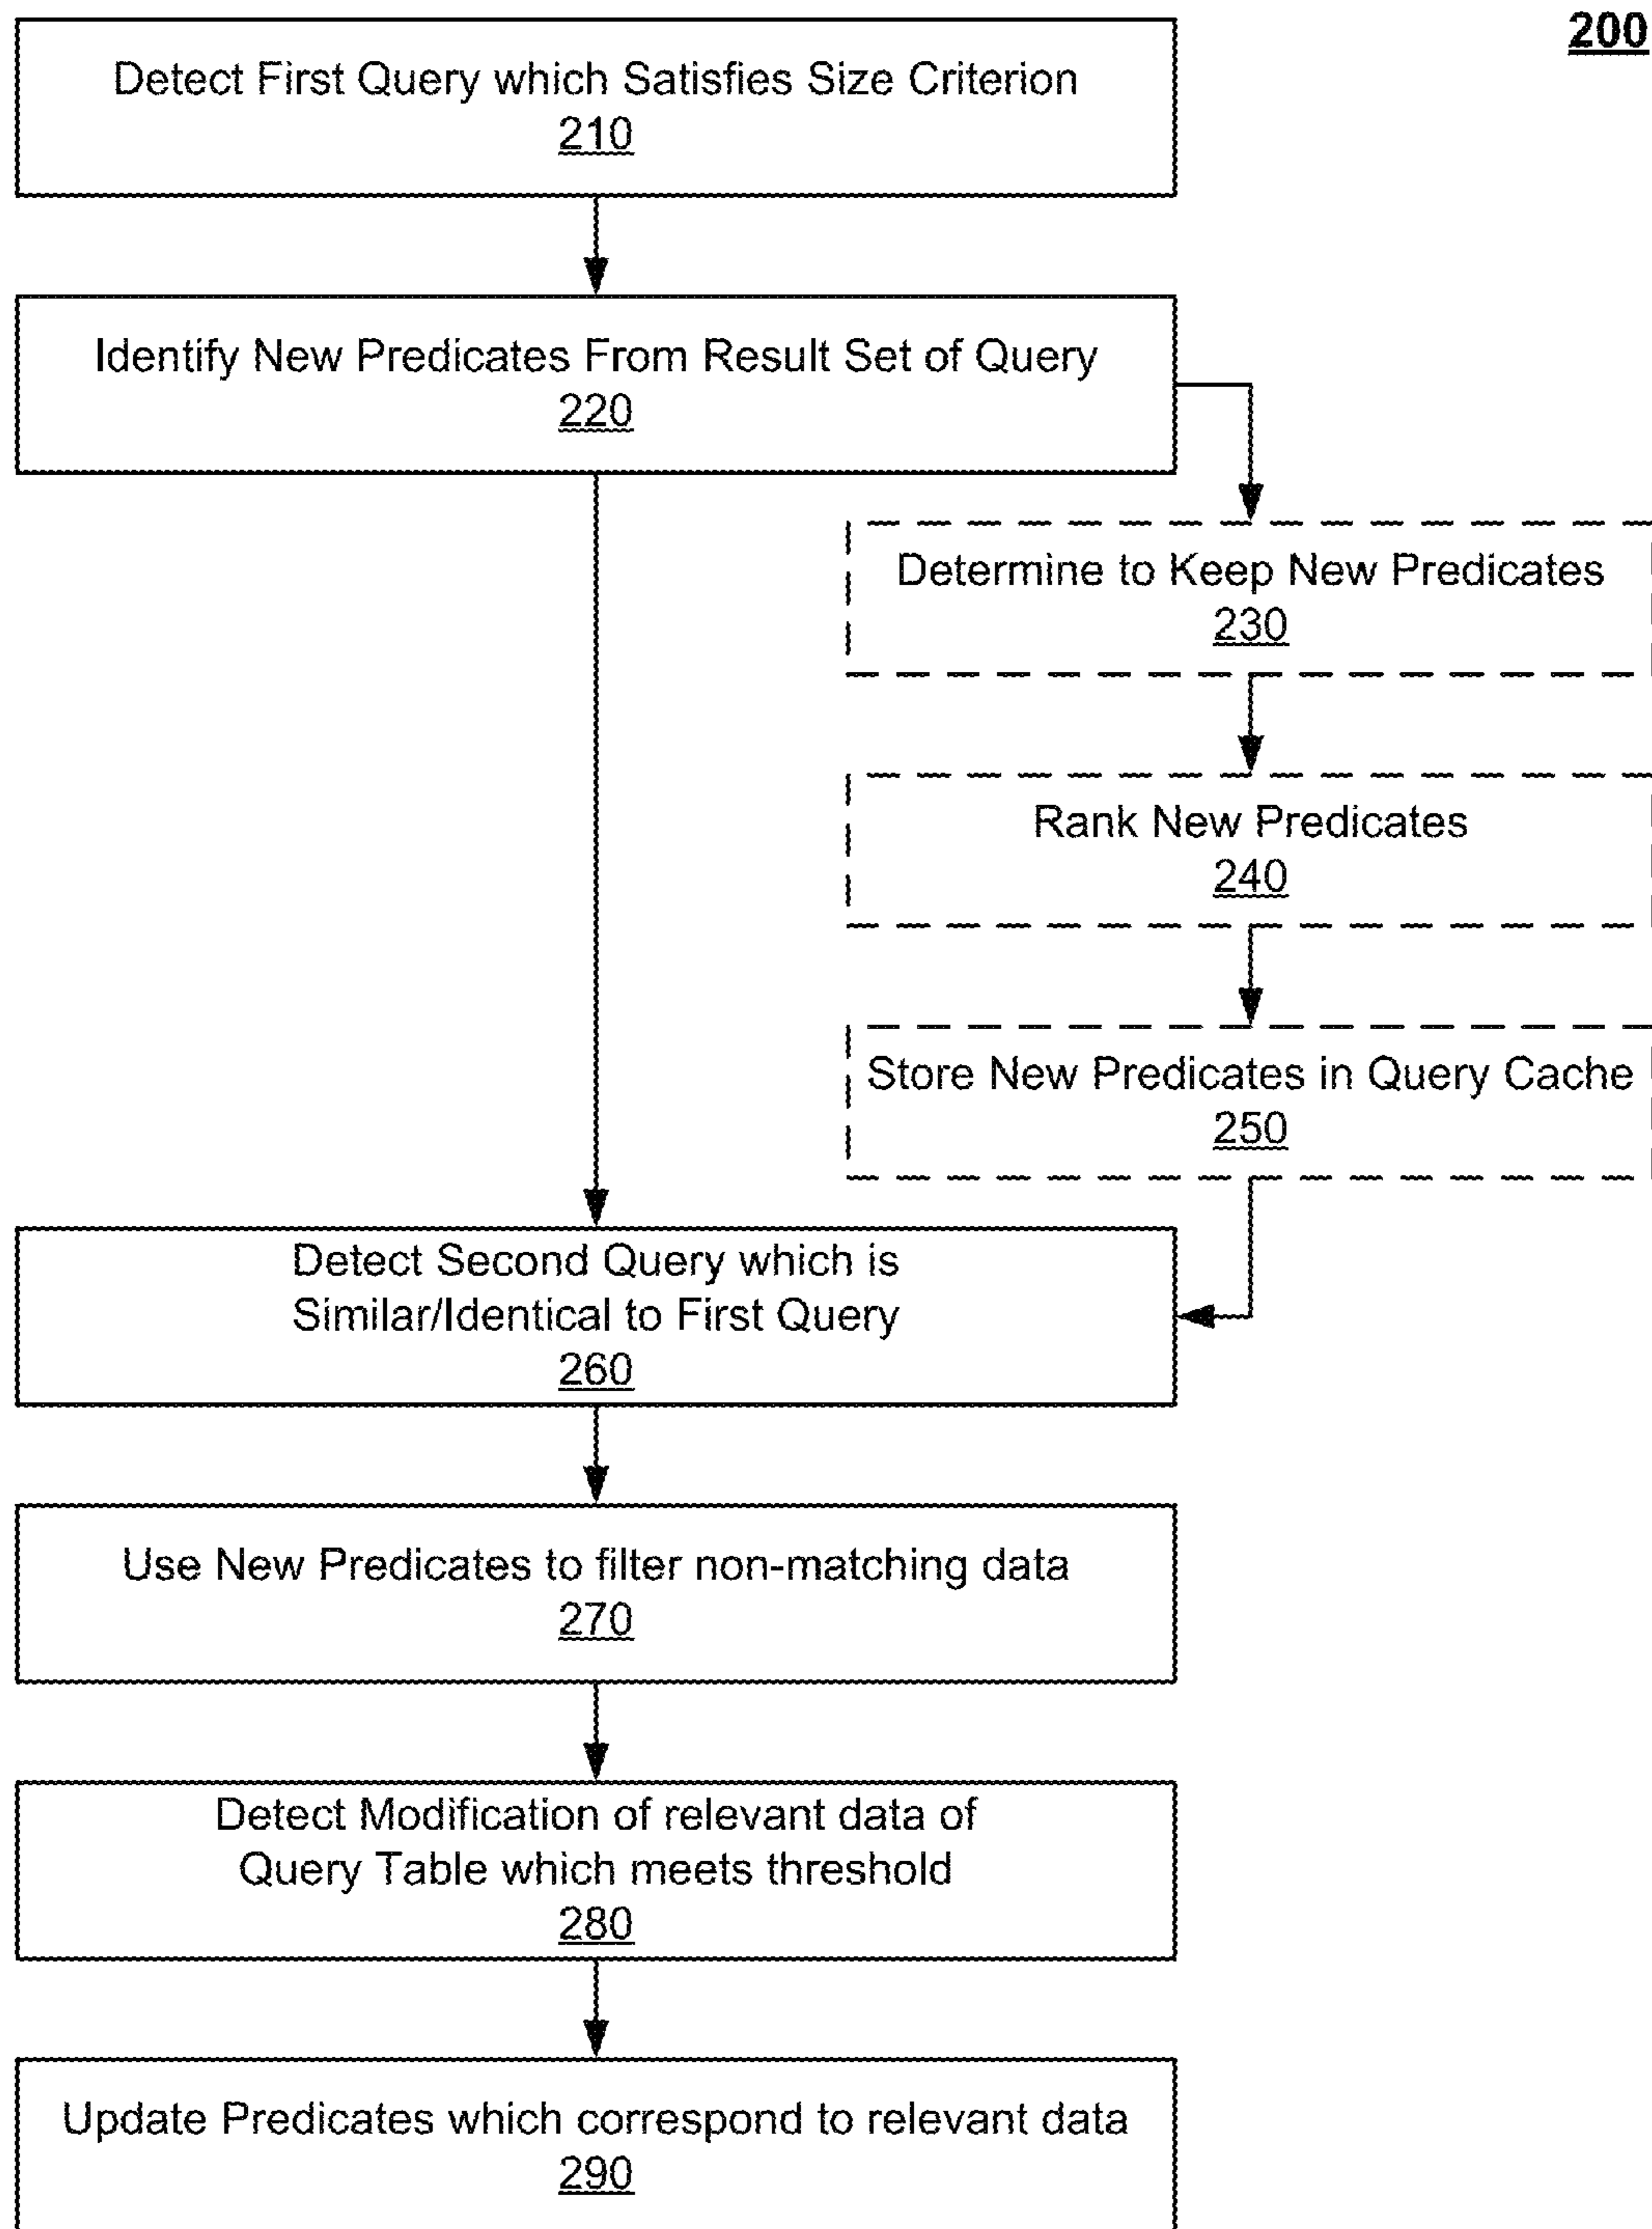 200
Detect First Query which Satisfies Size Criterion
210
Identify New Predicates From Result Set of Query
220
Determine to Keep New Predicates
230
Rank New Predicates
240
Store New Predicates in Query Cache
250
Detect Second Query which is
Similar/Identical to First Query
260
Use New Predicates to filter non-matching data
270
Detect Modification of relevant data of
Query Table which meets threshold
280
Update Predicates which correspond to relevant data
290